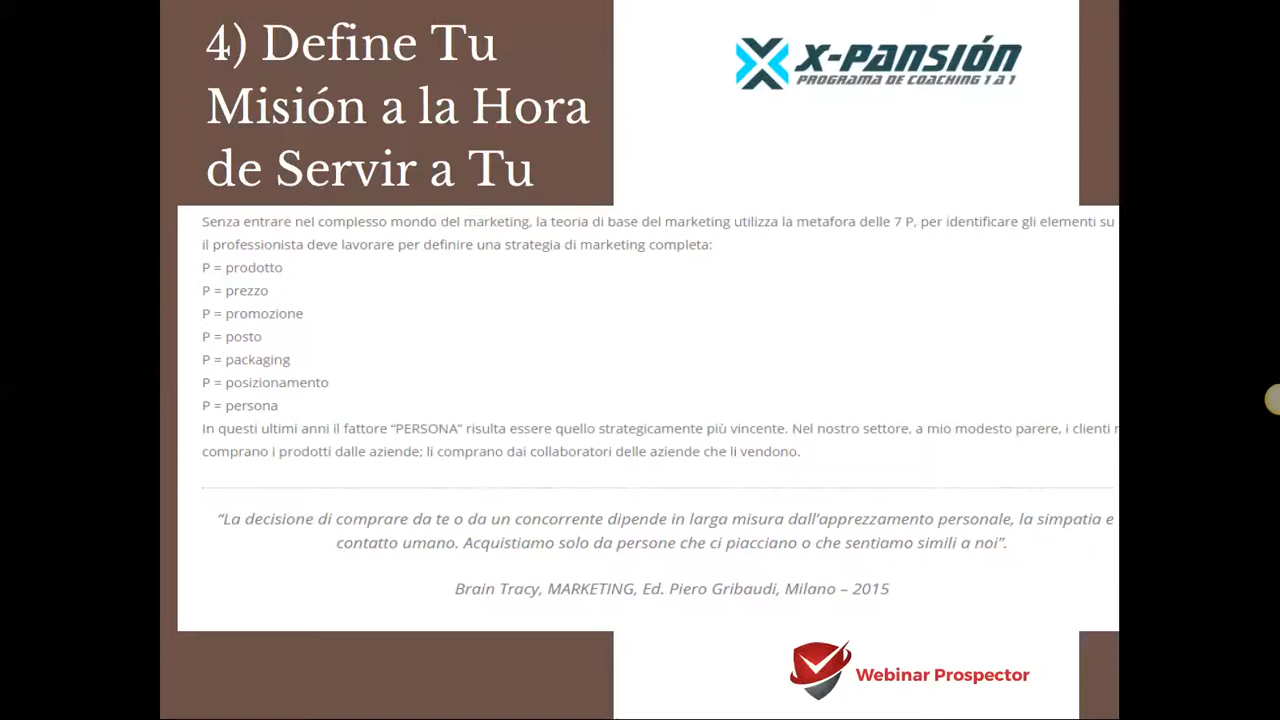 4) Define Tu
Misión a la Hora
de Servir a Tu
X-PANSIÓN
PROGRAMA DE COACHING 1 A 1
Senza entrare nel complesso mondo del marketing, la teoria di base del marketing utilizza la metafora delle 7 P, per identificare gli elementi su
il professionista deve lavorare per definire una strategia di marketing completa:
P = prodotto
P = prezzo
P = promozione
P = posto
P = packaging
P = posizionamento
P = persona
In questi ultimi anni il fattore “PERSONA” risulta essere quello strategicamente più vincente. Nel nostro settore, a mio modesto parere, i clienti
comprano i prodotti dalle aziende; li comprano dai collaboratori delle aziende che li vendono.
“La decisione di comprare da te o da un concorrente dipende in larga misura dall’apprezzamento personale, la simpatia e
contatto umano. Acquistiamo solo da persone che ci piacciano o che sentiamo simili a noi”.
Brain Tracy, MARKETING, Ed. Piero Gribaudi, Milano – 2015
Webinar Prospector